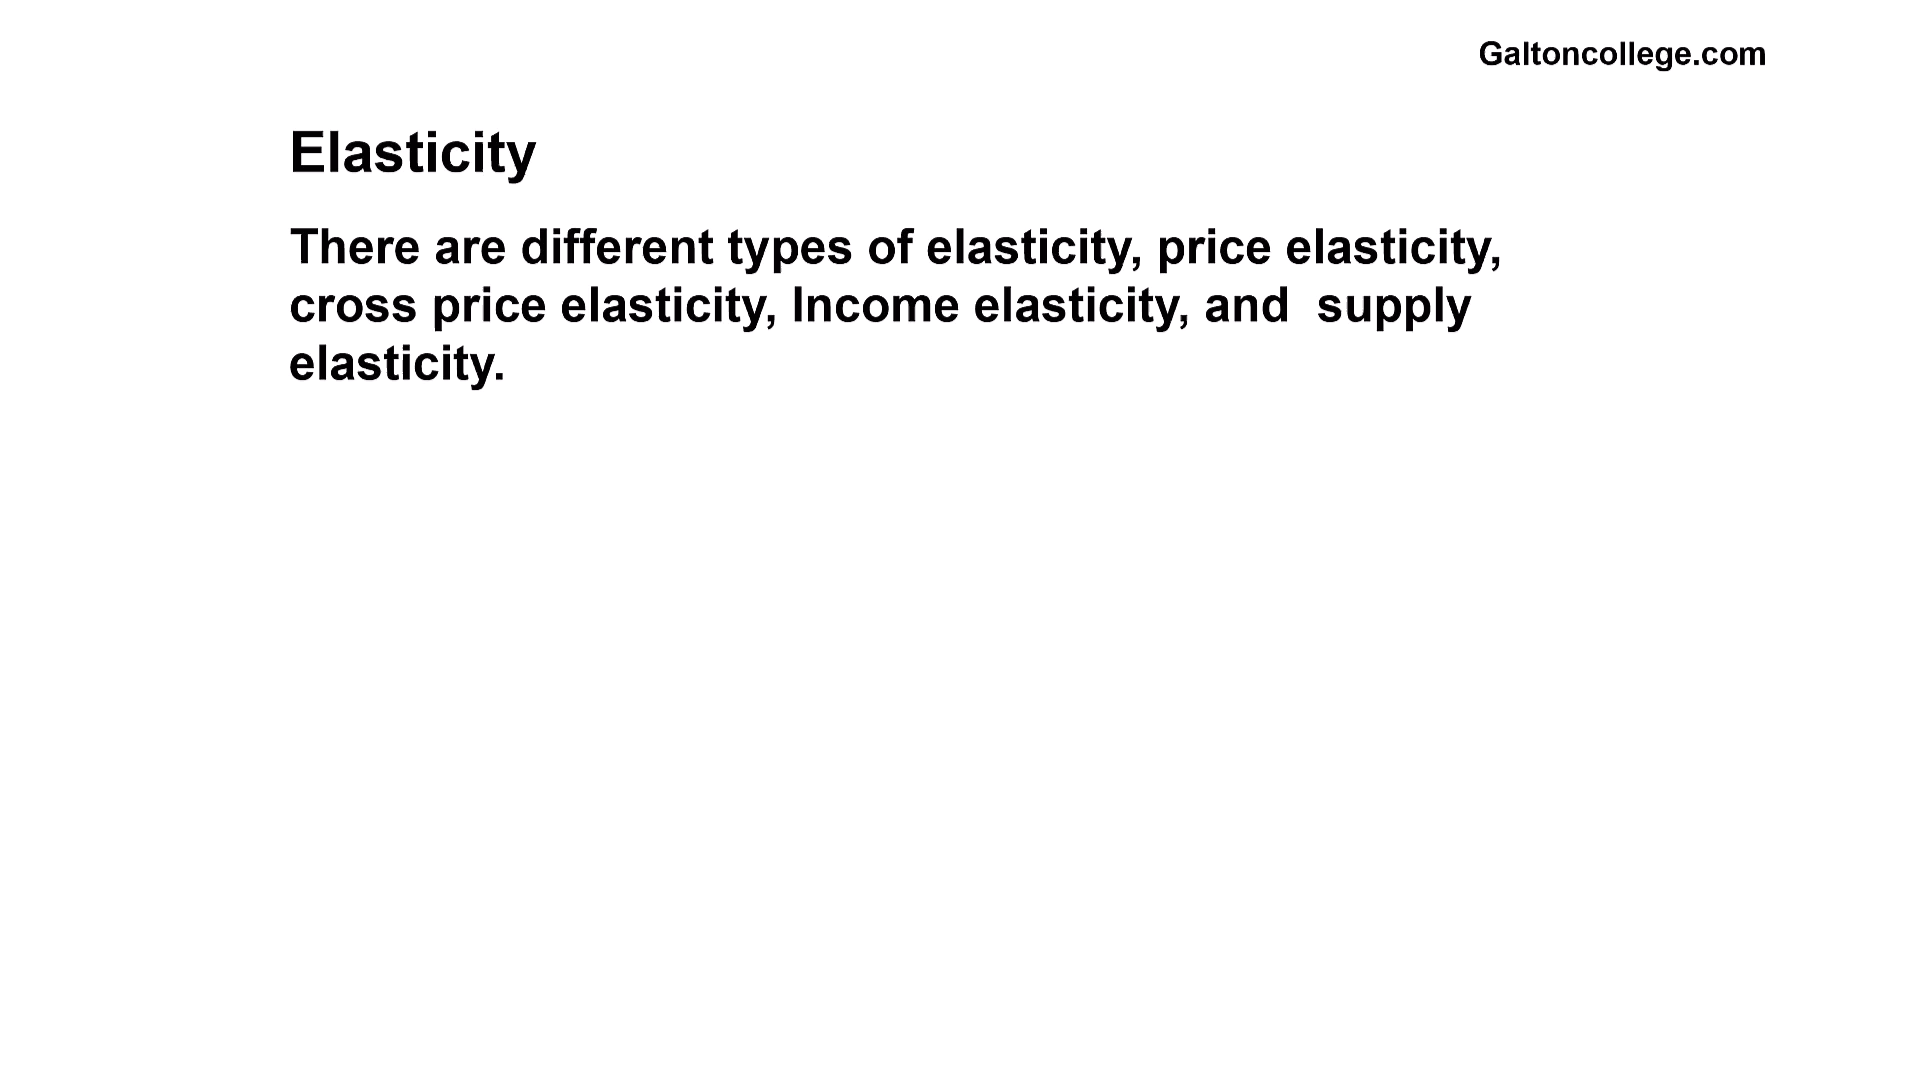 Galtoncollege.com
Elasticity
There are different types of elasticity, price elasticity,
cross price elasticity, Income elasticity, and  supply
elasticity.